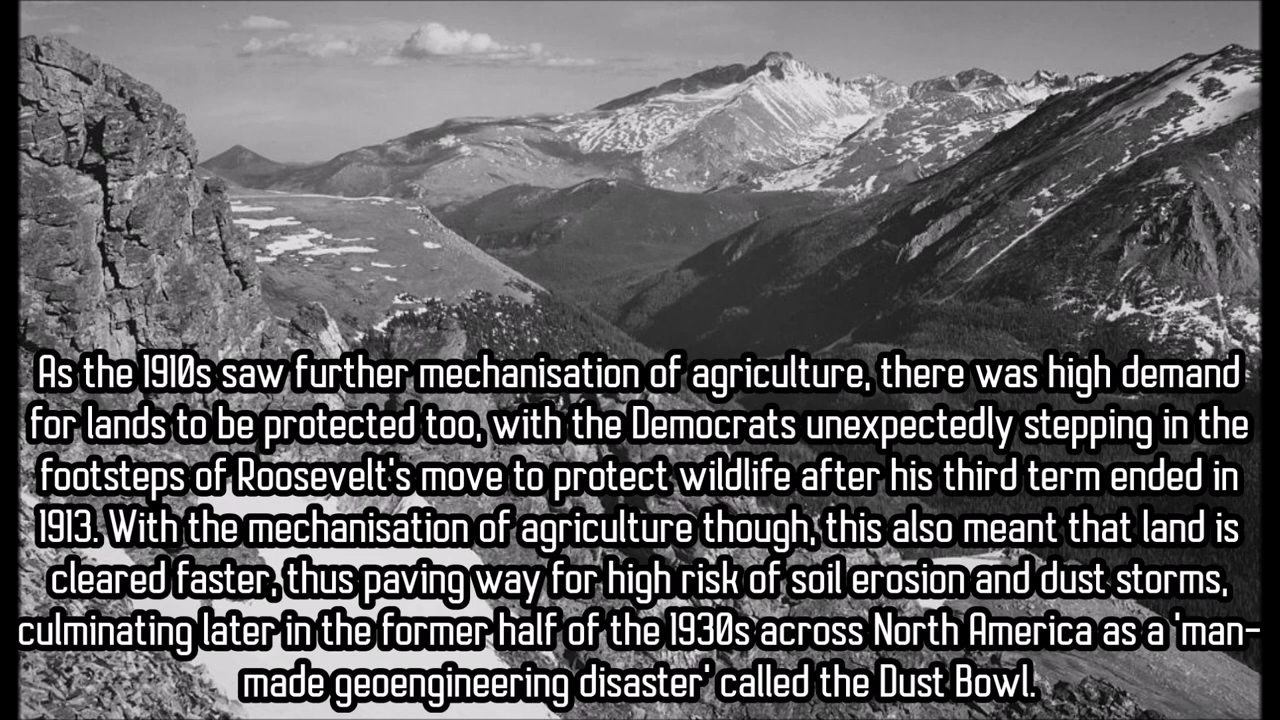 As the 1910s saw further mechanisation of agriculture, there was high demand
for lands to be protected too, with the Democrats unexpectedly stepping in the
footsteps of Roosevelt's move to protect wildlife after his third term ended in
1913. With the mechanisation of agriculture though, this also meant that land is
cleared faster, thus paving way for high risk of soil erosion and dust storms,
culminating later in the former half of the 1930s across North America as a 'man-
made geoengineering disaster' called the Dust Bowl.